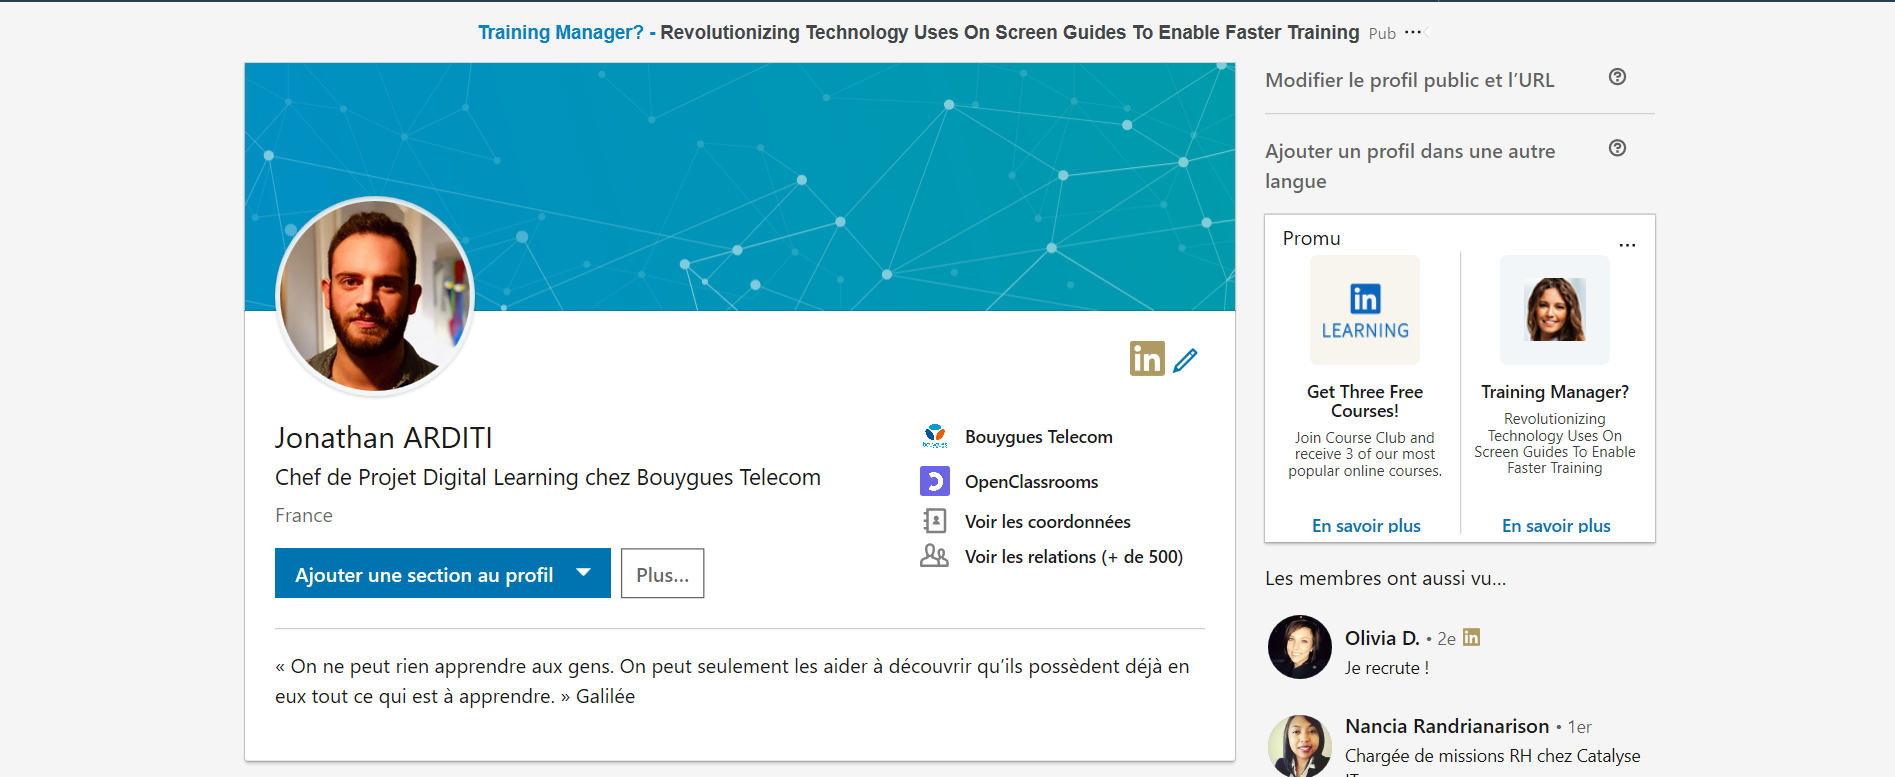 Training Manager? - Revolutionizing Technology Uses On Screen Guides To Enable Faster Training Pub ...
Jonathan ARDITI
Chef de Projet Digital Learning chez Bouygues Telecom
France
Ajouter une section au profil
Plus...
in
Bouygues Telecom
OpenClassrooms
Voir les coordonnées
Voir les relations (+ de 500)
« On ne peut rien apprendre aux gens. On peut seulement les aider à découvrir qu’ils possèdent déjà en
eux tout ce qui est à apprendre. » Galilée
Modifier le profil public et l’URL
?
Ajouter un profil dans une autre
langue
?
Promu
...
in
LEARNING
Get Three Free
Courses!
Join Course Club and
receive 3 of our most
popular online courses.
En savoir plus
Training Manager?
Revolutionizing
Technology Uses On
Screen Guides To Enable
Faster Training
En savoir plus
Les membres ont aussi vu...
Olivia D. • 2e in
Je recrute !
Nancia Randrianarison • 1er
Chargée de missions RH chez Catalyse